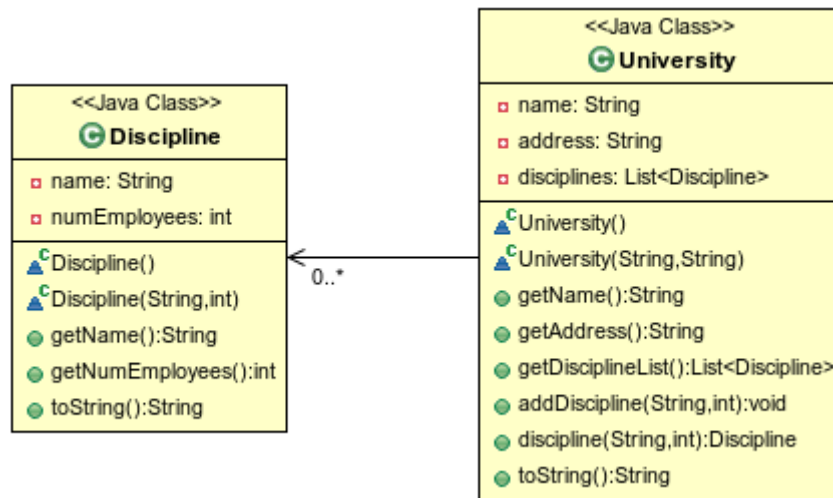 <<Java Class>>
Discipline
name: String
numEmployees: int
Discipline()
Discipline(String,int)
getName():String
getNumEmployees():int
toString():String
0..*
<<Java Class>>
University
name: String
address: String
disciplines: List<Discipline>
University()
University(String,String)
getName():String
getAddress():String
getDisciplineList():List<Discipline>
addDiscipline(String,int):void
discipline(String,int):Discipline
toString():String